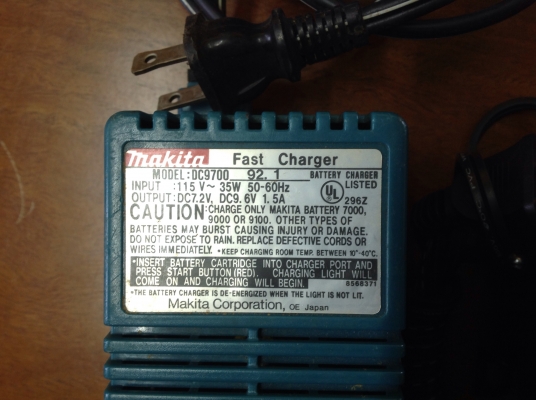 makita Fast Charger
MODEL:DC9700 92. 1 BATTERY CHARGER
INPUT :115 V~ 35W 50-60Hz UL LISTED
OUTPUT:DC7.2V, DC9.6V 1.5A 296Z
CAUTION:CHARGE ONLY MAKITA BATTERY 7000,
9000 OR 9100. OTHER TYPES OF
BATTERIES MAY BURST CAUSING INJURY OR DAMAGE.
DO NOT EXPOSE TO RAIN. REPLACE DEFECTIVE CORDS OR
WIRES IMMEDIATELY. *KEEP CHARGING ROOM TEMP. BETWEEN 10°-40°C.
*INSERT BATTERY CARTRIDGE INTO CHARGER PORT AND
PRESS START BUTTON (RED). CHARGING LIGHT WILL
COME ON AND CHARGING WILL BEGIN. 8568371
*THE BATTERY CHARGER IS DE-ENERGIZED WHEN THE LIGHT IS NOT LIT.
Makita Corporation, OE Japan